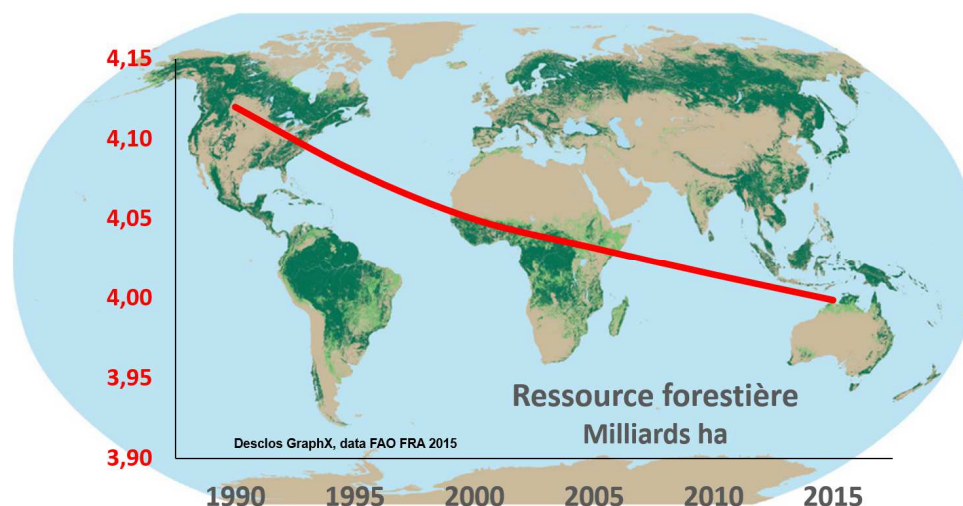 4,15
4,10
4,05
4,00
3,95
3,90
Ressource forestière
Milliards ha
Desclos GraphX, data FAO FRA 2015
1990 1995 2000 2005 2010 2015